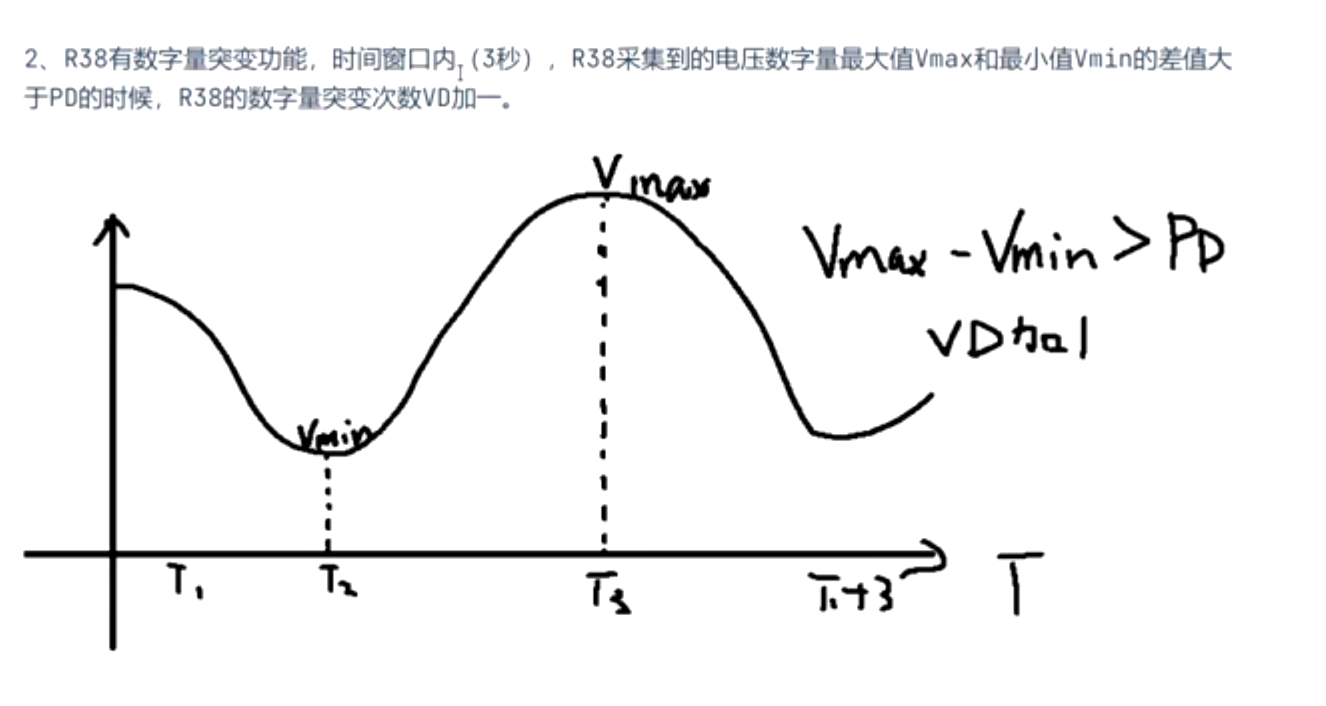 2、R38有数字量突变功能，时间窗口内（3秒），R38采集到的电压数字量最大值Vmax和最小值Vmin的差值大
于PD的时候，R38的数字量突变次数VD加一。
Vmax
Vmax - Vmin > PD
VD加1
Vmin
T1 T2 T3 T1+3 T